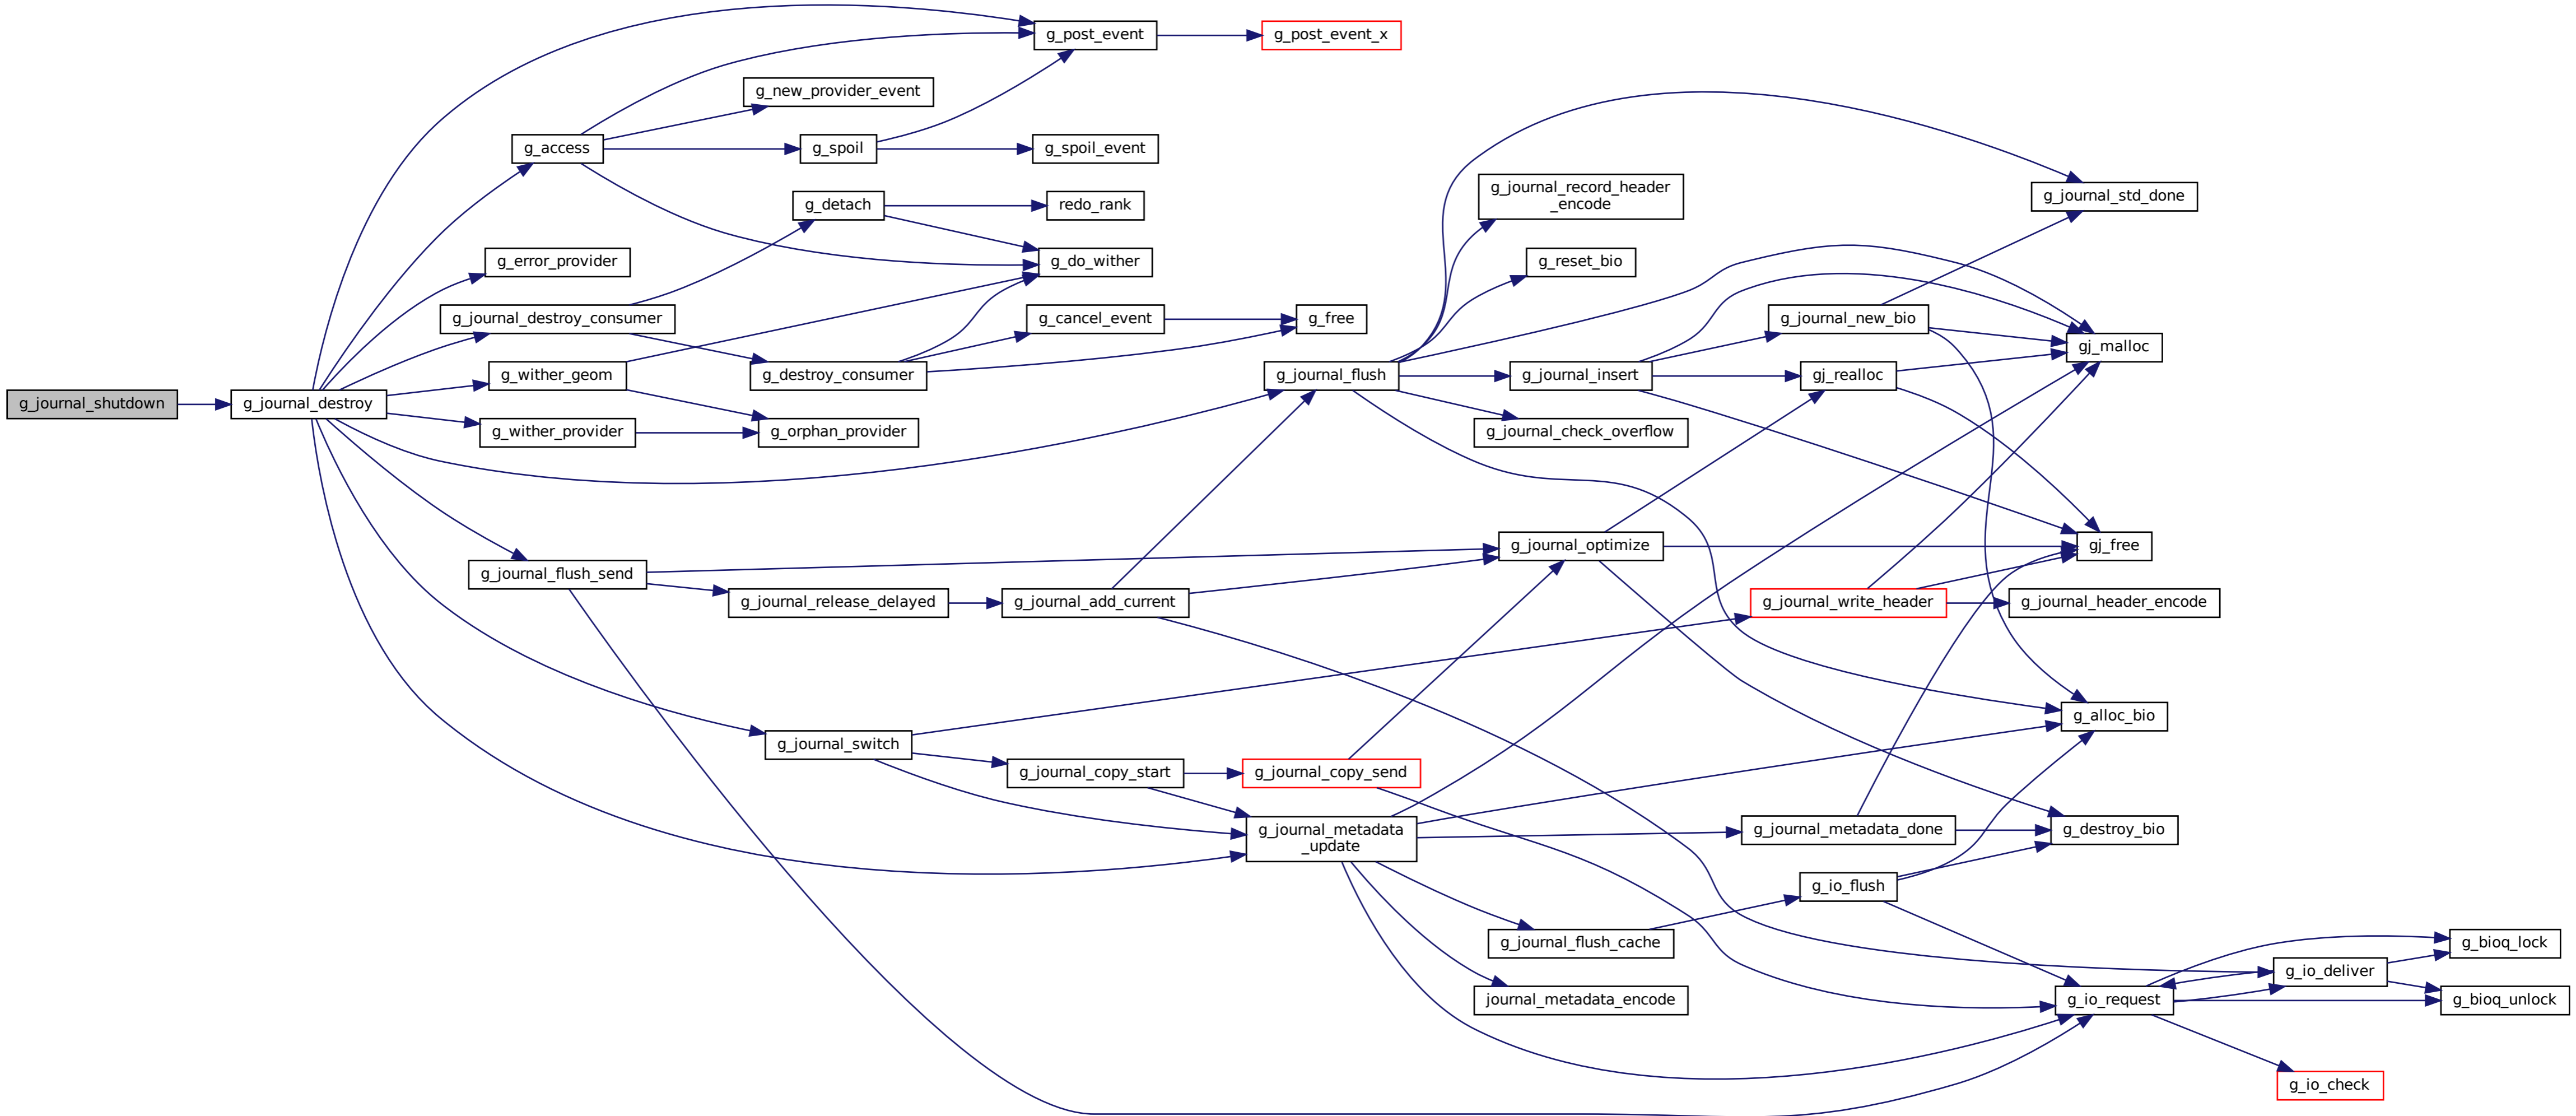 g_journal_shutdown
g_journal_destroy
g_post_event
g_post_event_x
g_new_provider_event
g_access
g_spoil
g_spoil_event
g_detach
redo_rank
g_error_provider
g_do_wither
g_journal_destroy_consumer
g_cancel_event
g_free
g_wither_geom
g_destroy_consumer
g_wither_provider
g_orphan_provider
g_journal_flush
g_journal_record_header
_encode
g_reset_bio
g_journal_insert
g_journal_check_overflow
g_journal_new_bio
gj_realloc
g_journal_std_done
gj_malloc
g_journal_flush_send
g_journal_release_delayed
g_journal_add_current
g_journal_optimize
gj_free
g_journal_write_header
g_journal_header_encode
g_alloc_bio
g_journal_switch
g_journal_copy_start
g_journal_copy_send
g_journal_metadata
_update
g_journal_metadata_done
g_destroy_bio
g_io_flush
g_journal_flush_cache
journal_metadata_encode
g_bioq_lock
g_io_deliver
g_io_request
g_bioq_unlock
g_io_check